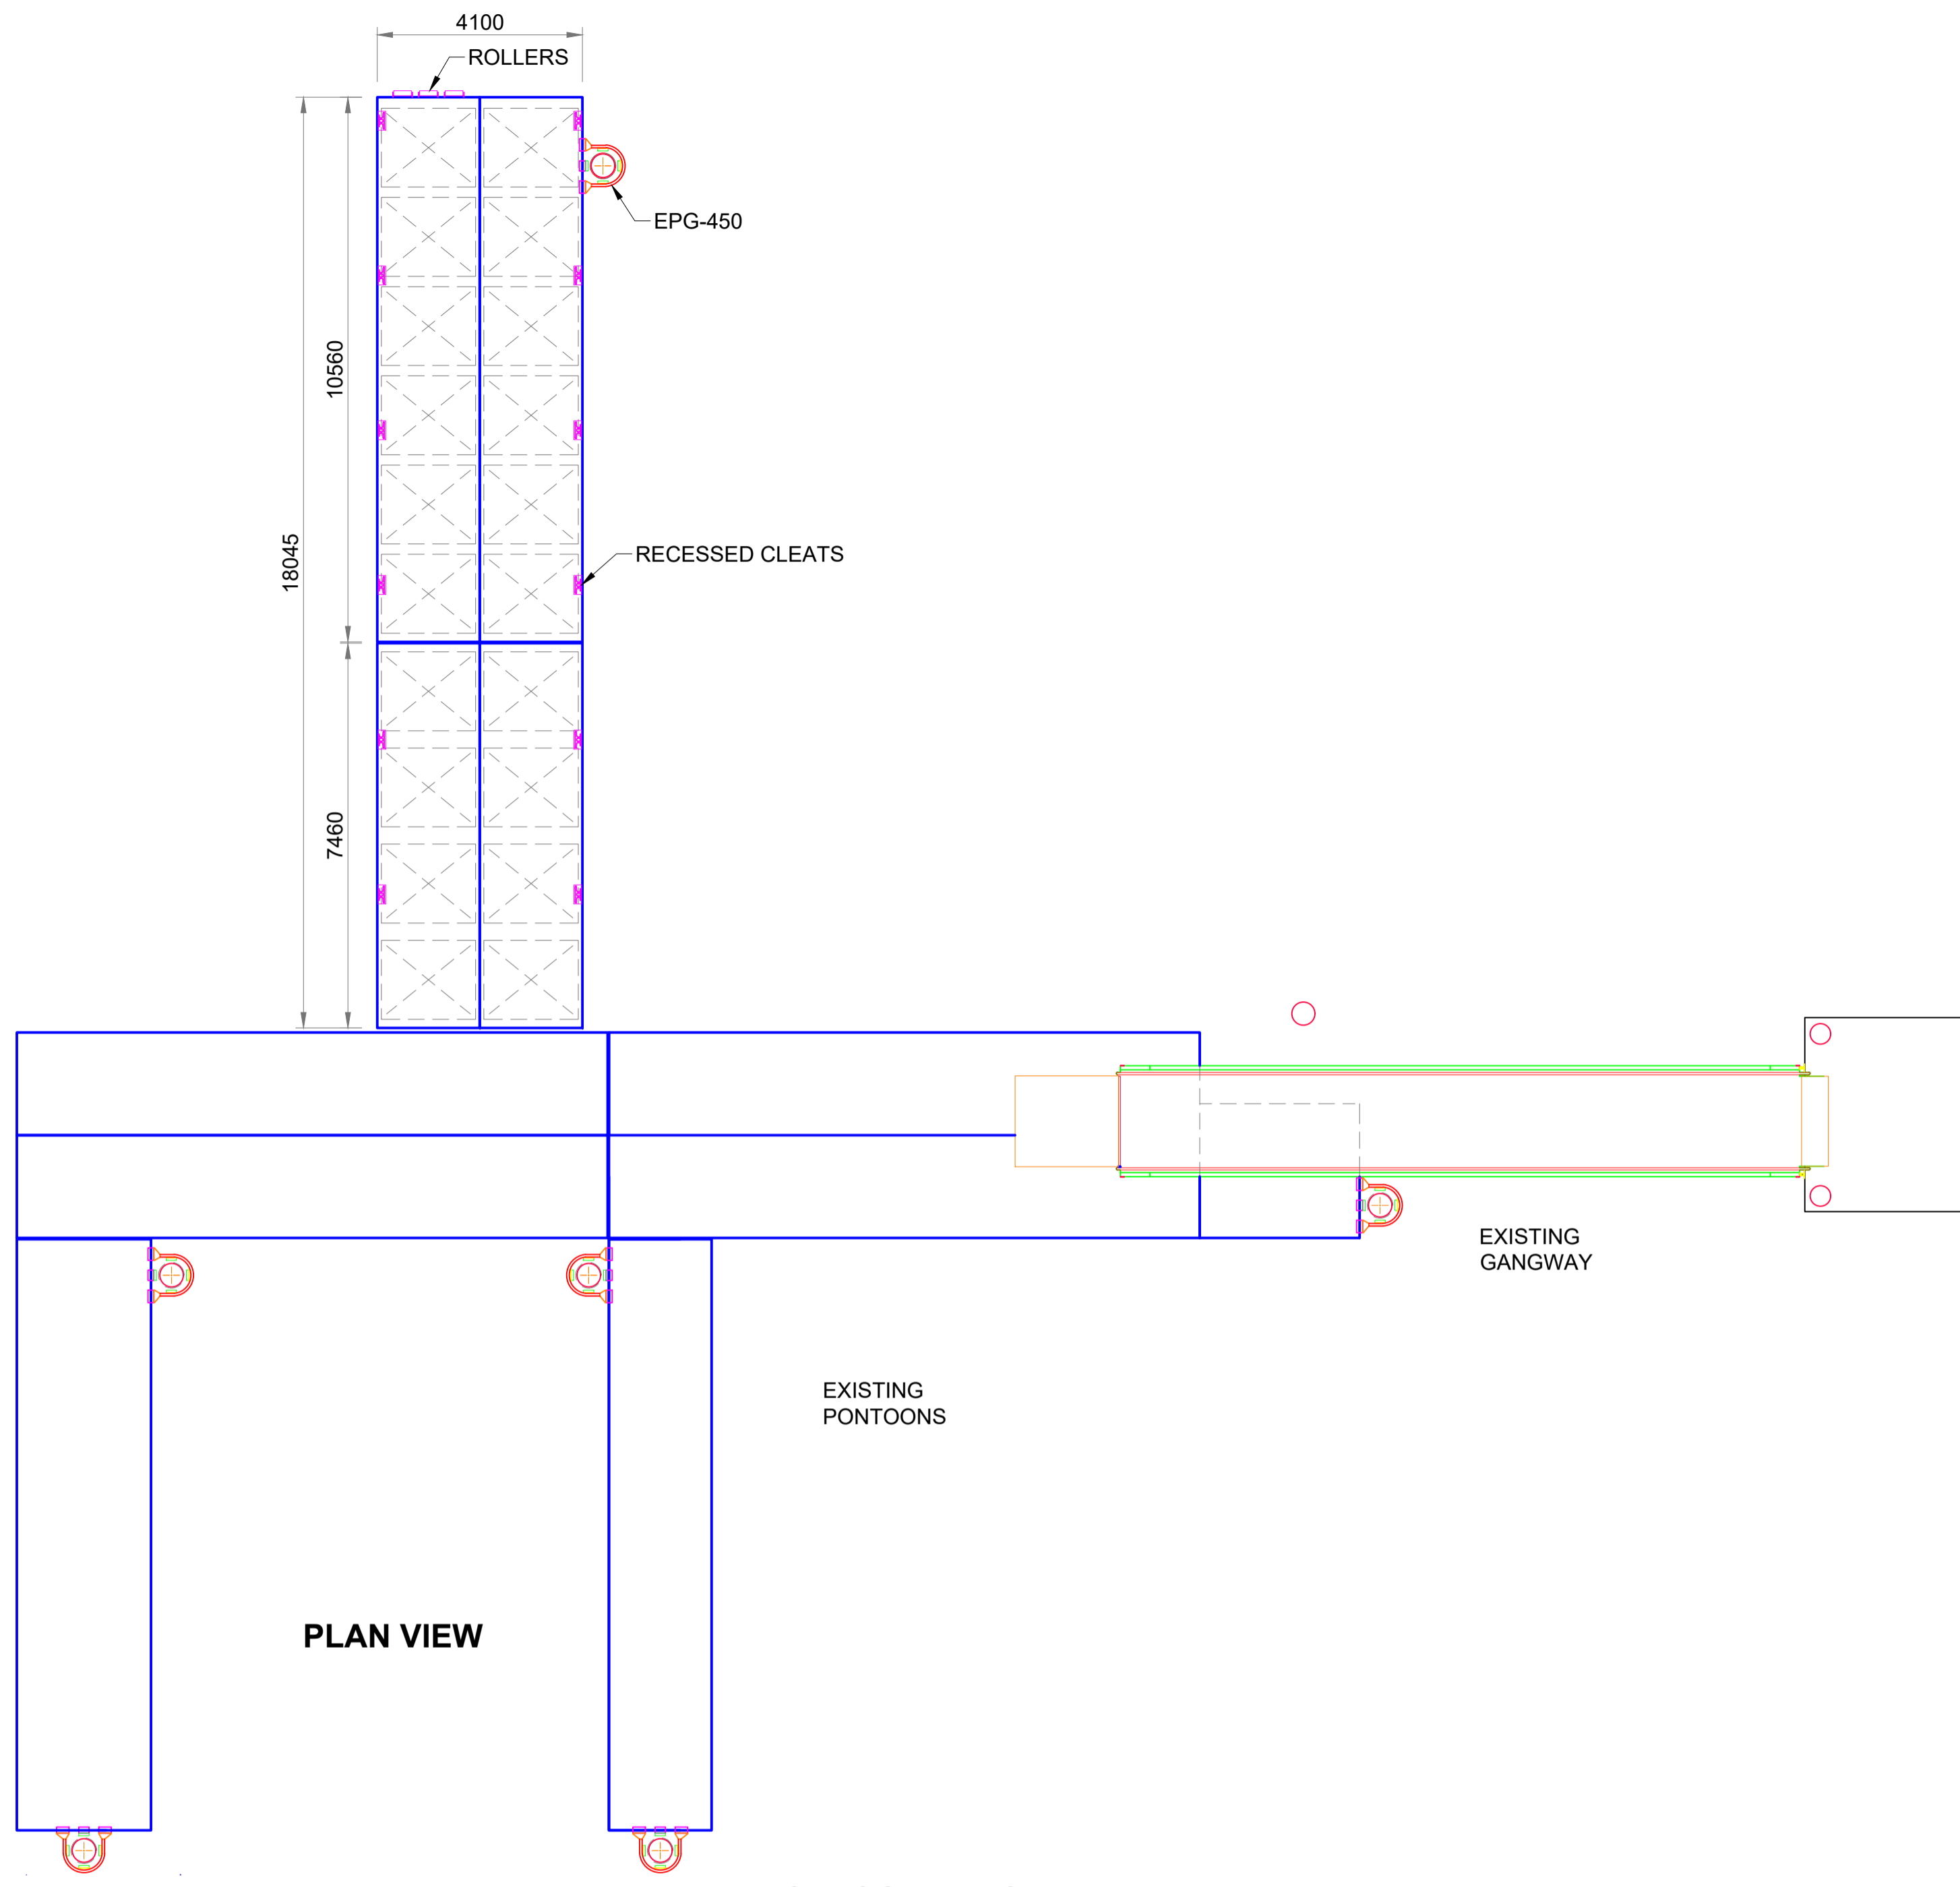 4100
ROLLERS
EPG-450
10560
18045
RECESSED CLEATS
7460
EXISTING
GANGWAY
EXISTING
PONTOONS
PLAN VIEW